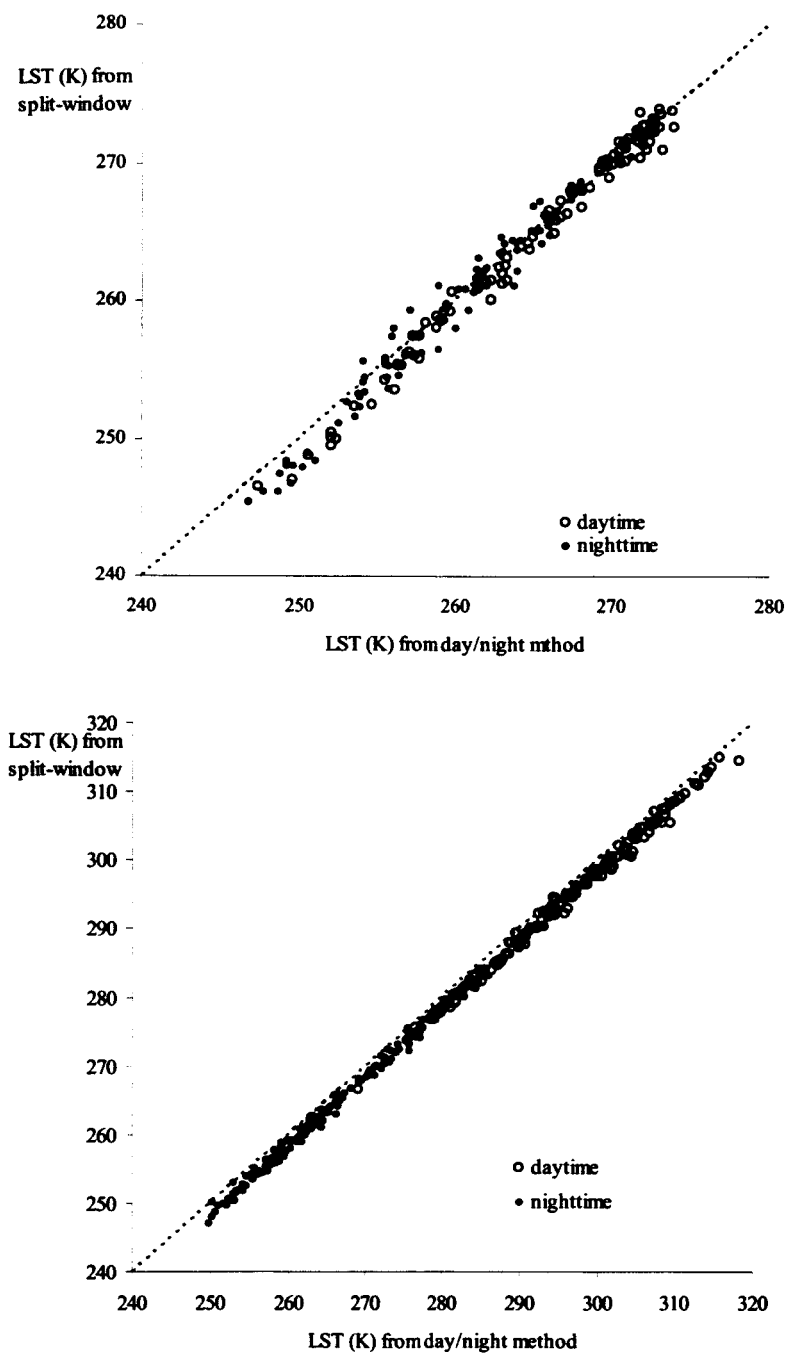 280
LST (K) from
split-window
270
260
250
daytime
nighttime
240
240 250 260 270 280
LST (K) from day/night mthod
320
LST (K) from
split-window
310
300
290
280
270
260
daytime
250
nighttime
240
240 250 260 270 280 290 300 310 320
LST (K) from day/night method